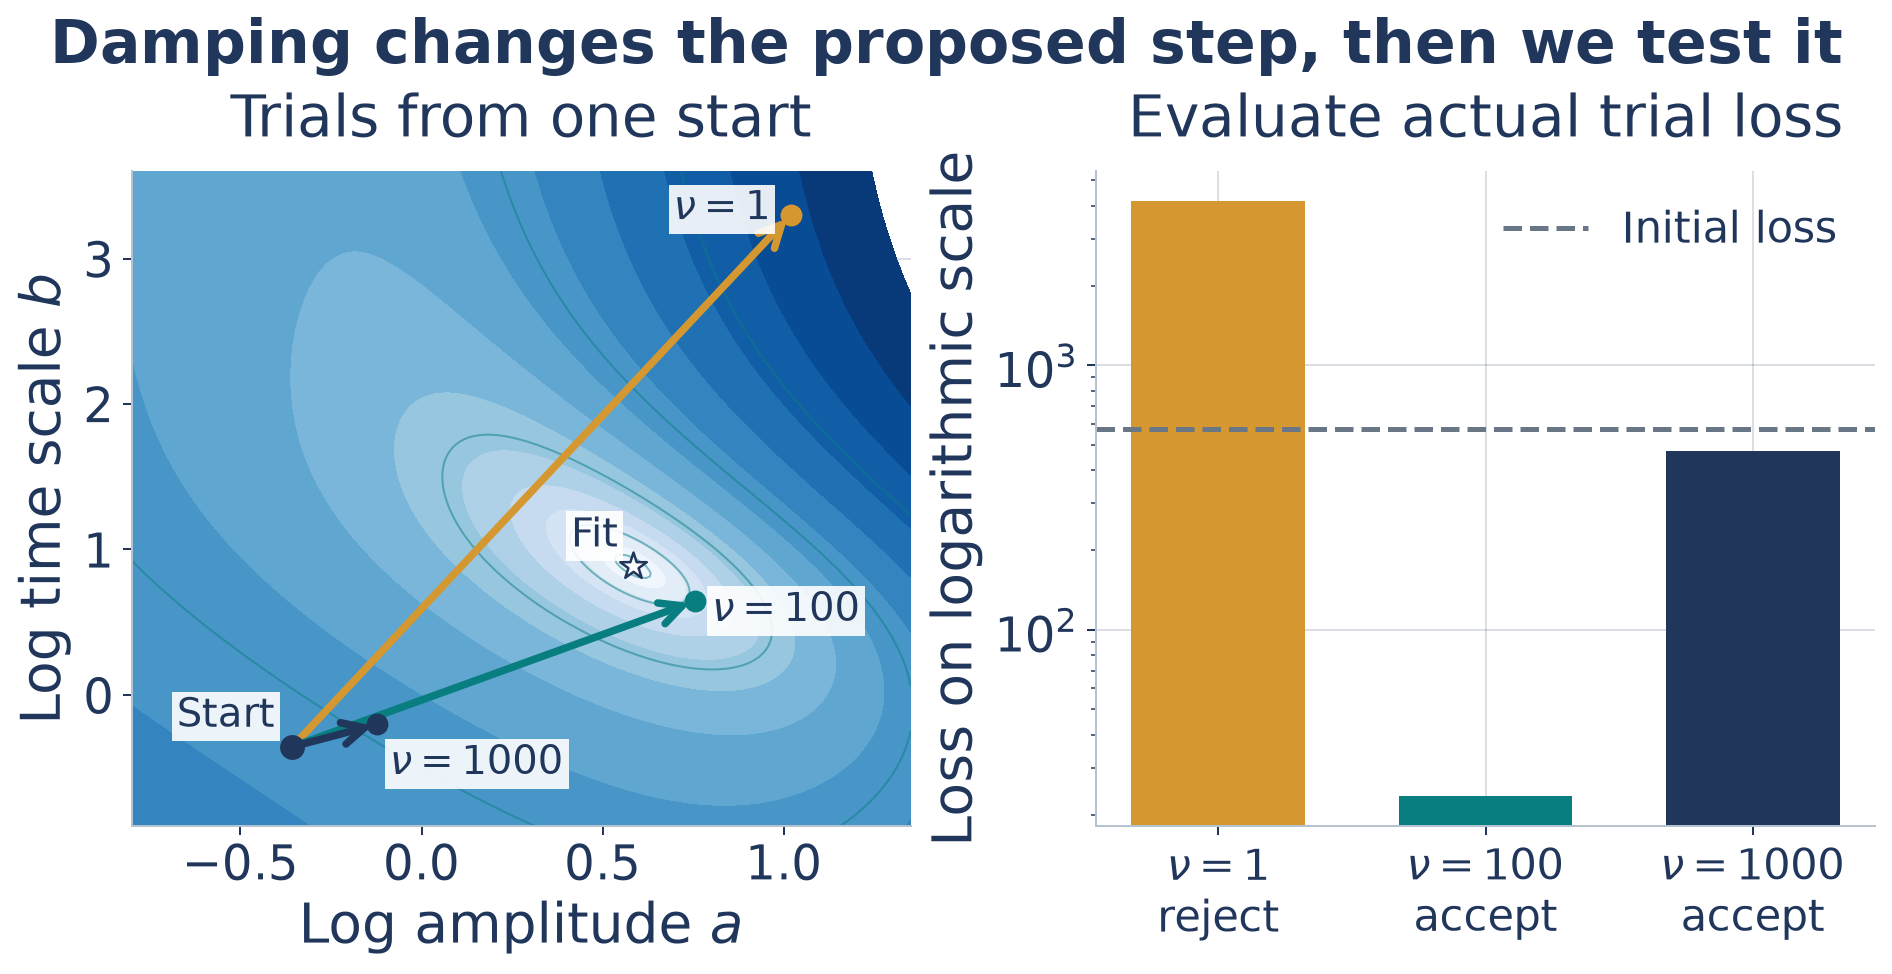 Damping changes the proposed step, then we test it
Trials from one start
Log time scale b
3
2
1
0
ν = 1
Fit
ν = 100
Start
ν = 1000
−0.5
0.0
0.5
1.0
Log amplitude a
Evaluate actual trial loss
Loss on logarithmic scale
10³
10²
Initial loss
ν = 1
reject
ν = 100
accept
ν = 1000
accept